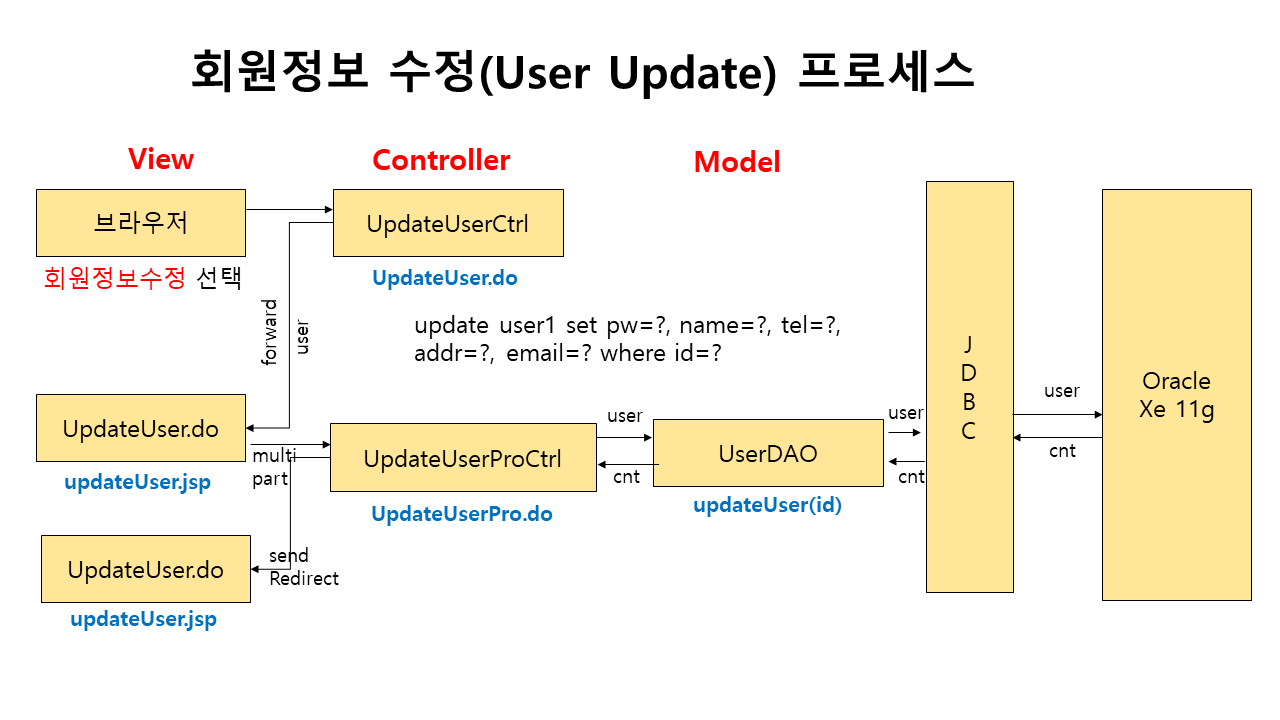 회원정보 수정(User Update) 프로세스
View
Controller
Model
브라우저
UpdateUserCtrl
회원정보수정 선택
UpdateUser.do
forward
user
update user1 set pw=?, name=?, tel=?,
addr=?, email=? where id=?
UpdateUser.do
updateUser.jsp
multi
part
UpdateUserProCtrl
UpdateUserPro.do
user
cnt
UserDAO
updateUser(id)
user
cnt
J
D
B
C
user
cnt
Oracle
Xe 11g
UpdateUser.do
updateUser.jsp
send
Redirect